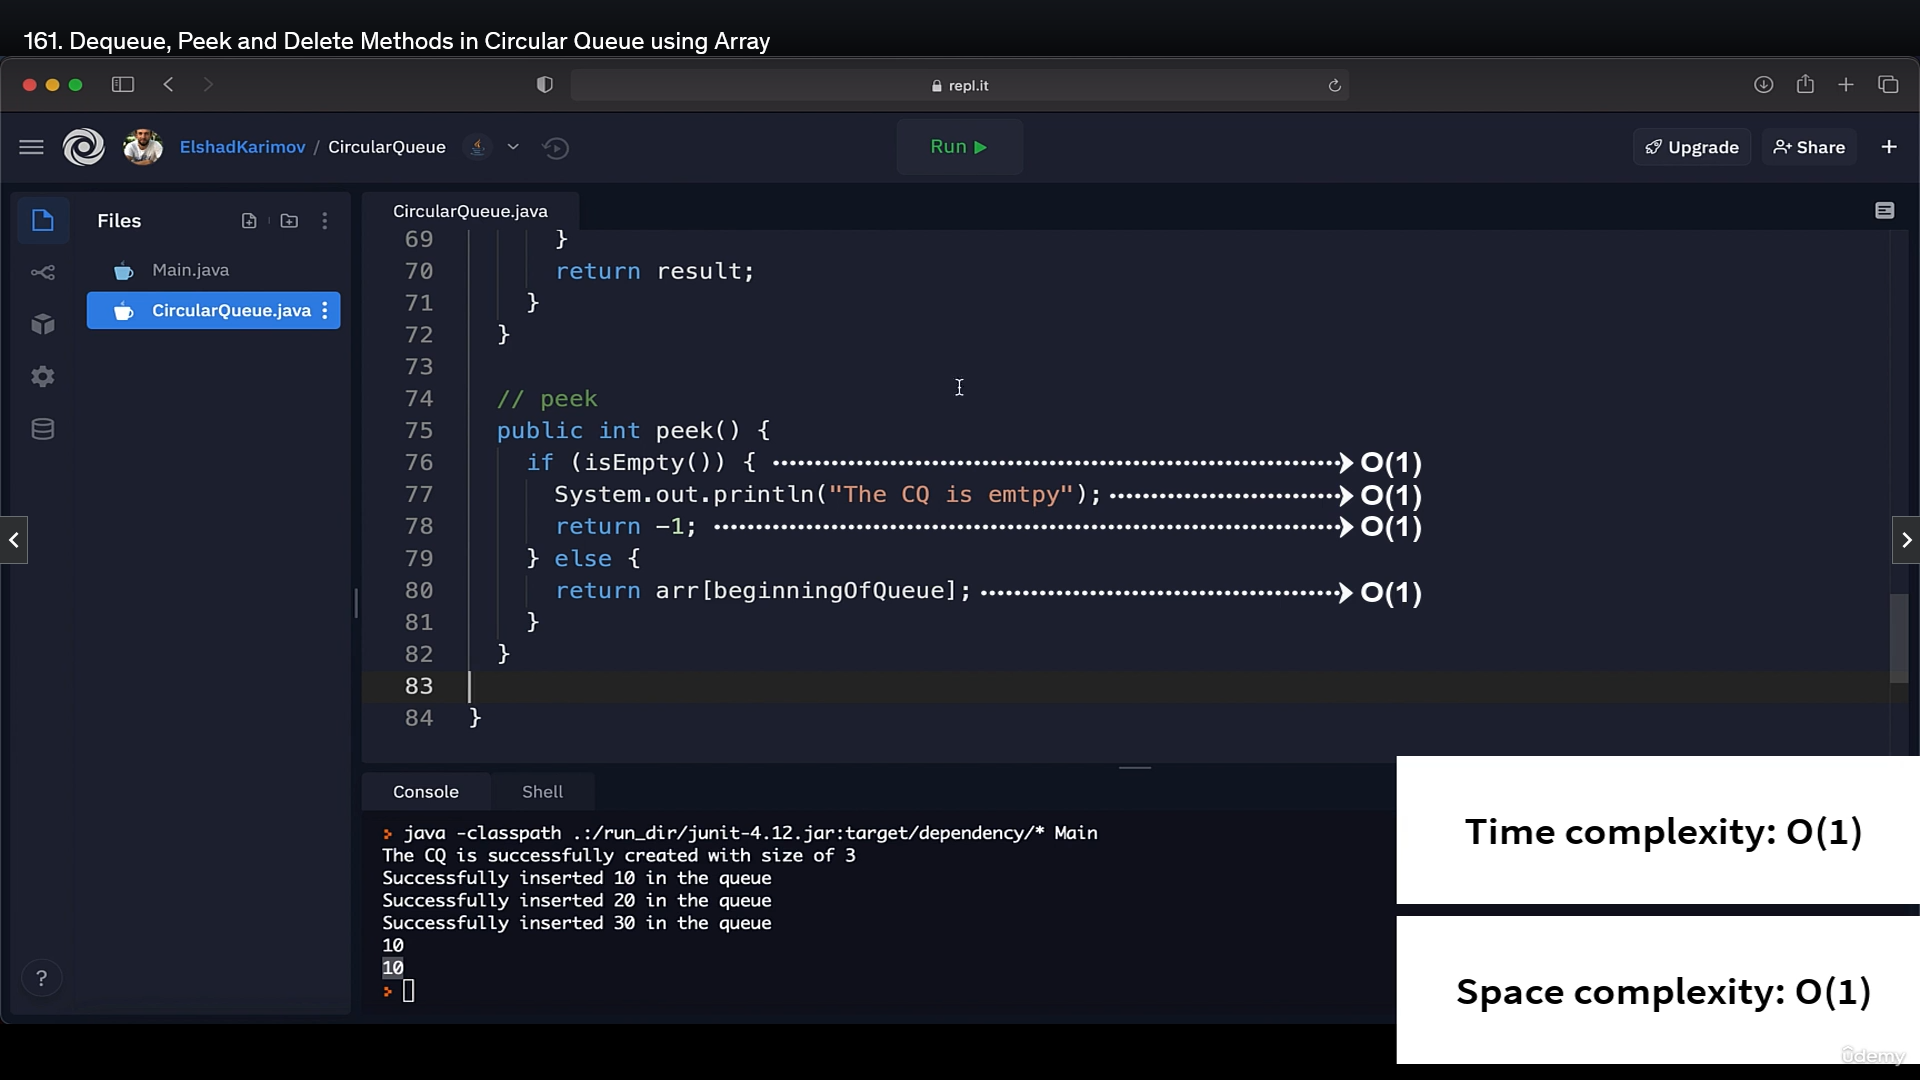 161. Dequeue, Peek and Delete Methods in Circular Queue using Array
repl.it
ElshadKarimov / CircularQueue
Run
Upgrade
Share
Files
Main.java
CircularQueue.java
CircularQueue.java
69 }
70 return result;
71 }
72 }
73
74 // peek
75 public int peek() {
76 if (isEmpty()) { O(1)
77 System.out.println("The CQ is emtpy"); O(1)
78 return -1; O(1)
79 } else {
80 return arr[beginningOfQueue]; O(1)
81 }
82 }
83
84 }
Console Shell
> java -classpath .:/run_dir/junit-4.12.jar:target/dependency/* Main
The CQ is successfully created with size of 3
Successfully inserted 10 in the queue
Successfully inserted 20 in the queue
Successfully inserted 30 in the queue
10
10
>
?
Time complexity: O(1)
Space complexity: O(1)
ûdemy